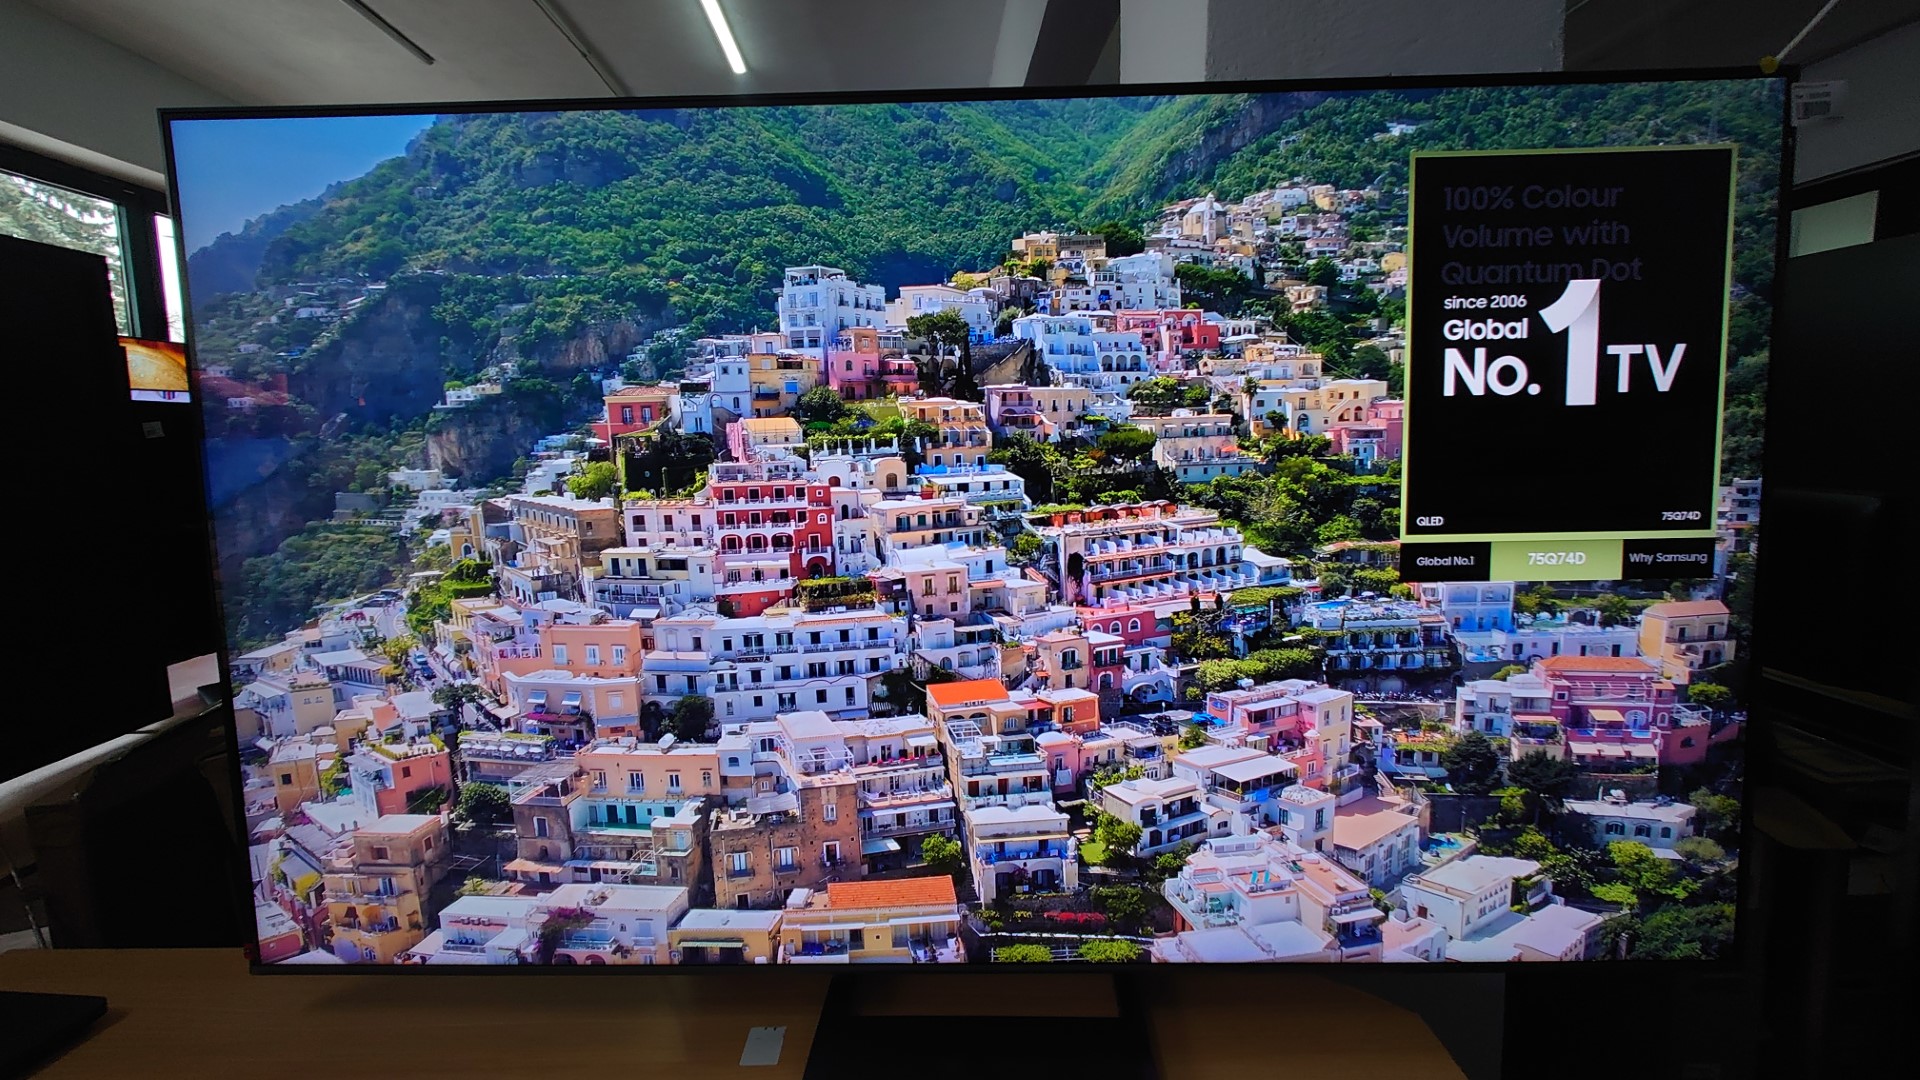 100% Colour
Volume with
Quantum Dot
since 2006
Global
No. 1 TV
QLED
75Q74D
Global No.1
75Q74D
Why Samsung